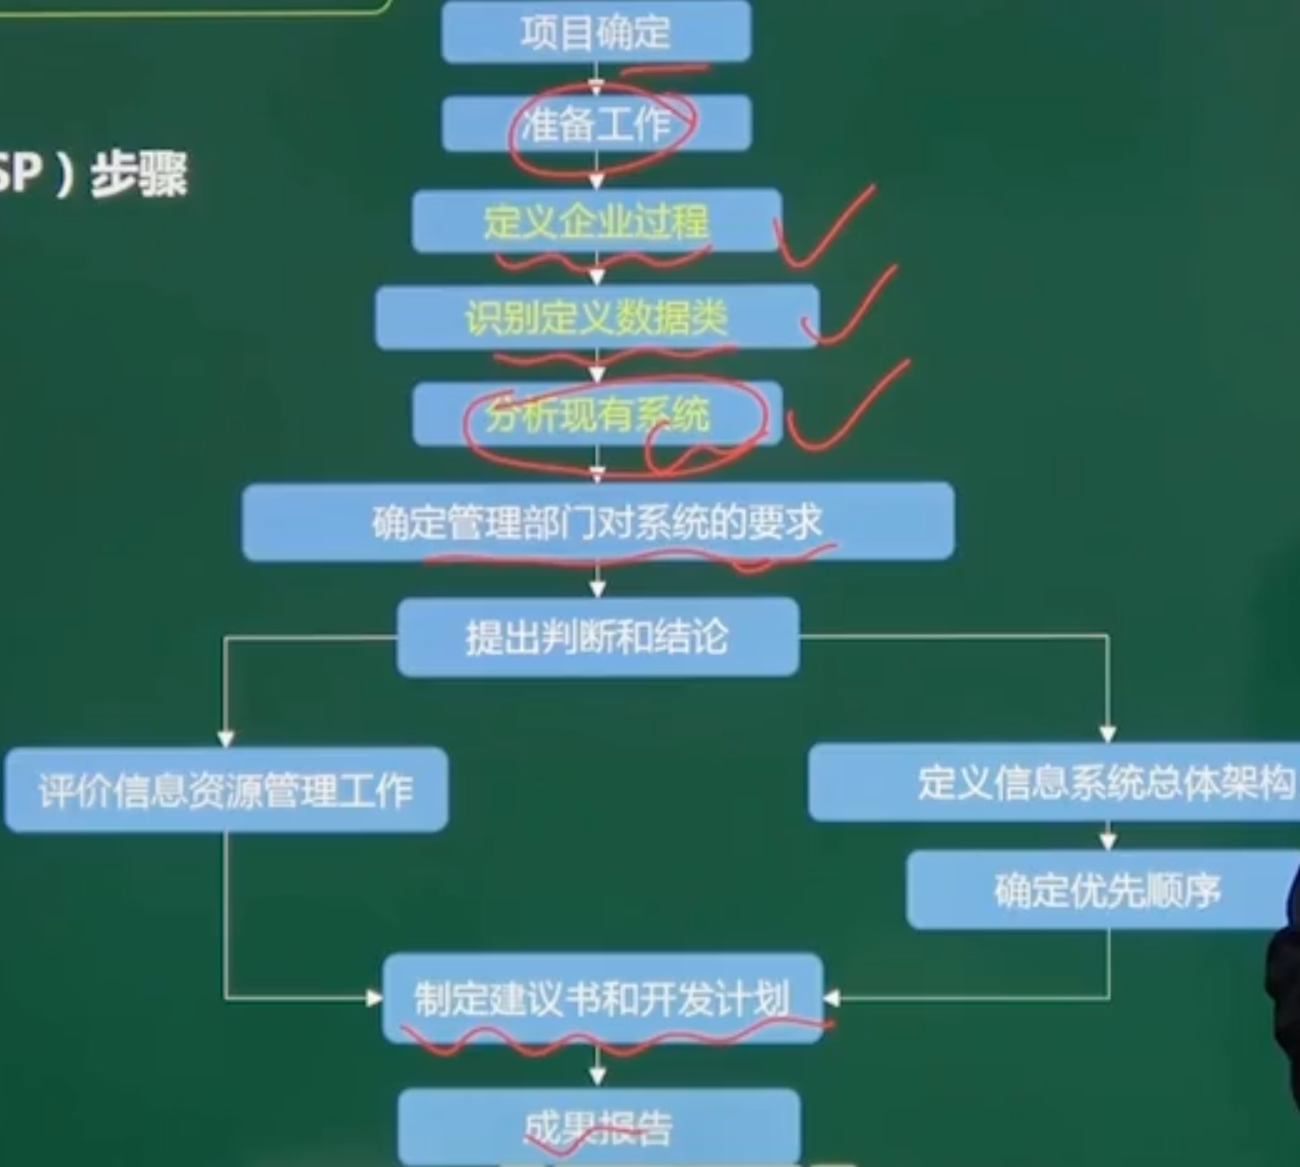 项目确定
准备工作
SP）步骤
定义企业过程
识别定义数据类
分析现有系统
确定管理部门对系统的要求
提出判断和结论
评价信息资源管理工作
定义信息系统总体架构
确定优先顺序
制定建议书和开发计划
成果报告